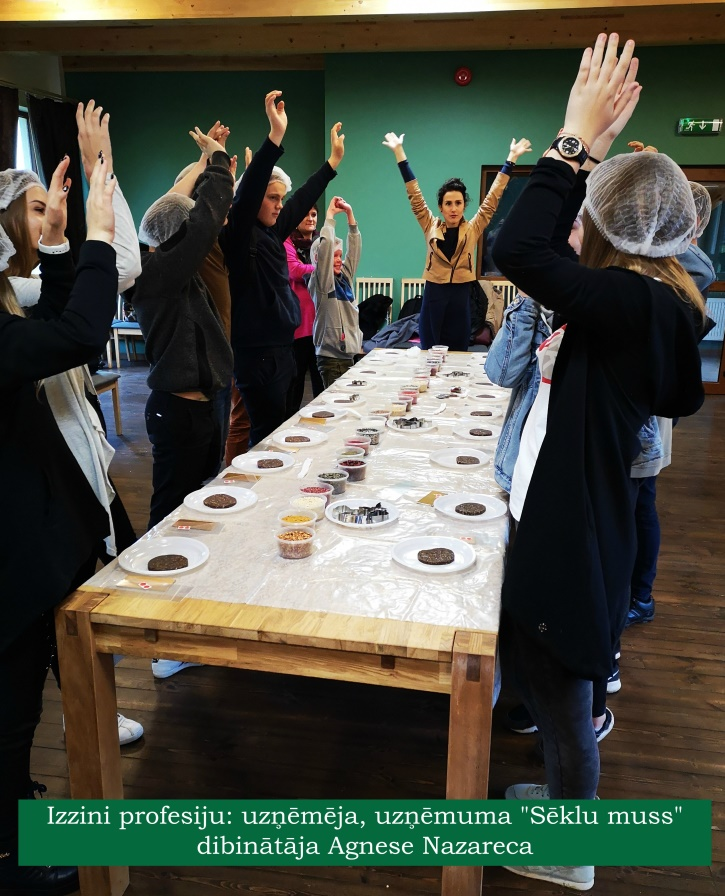 Izzini profesiju: uzņēmēja, uzņēmuma "Sēklu muss"
dibinātāja Agnese Nazareca